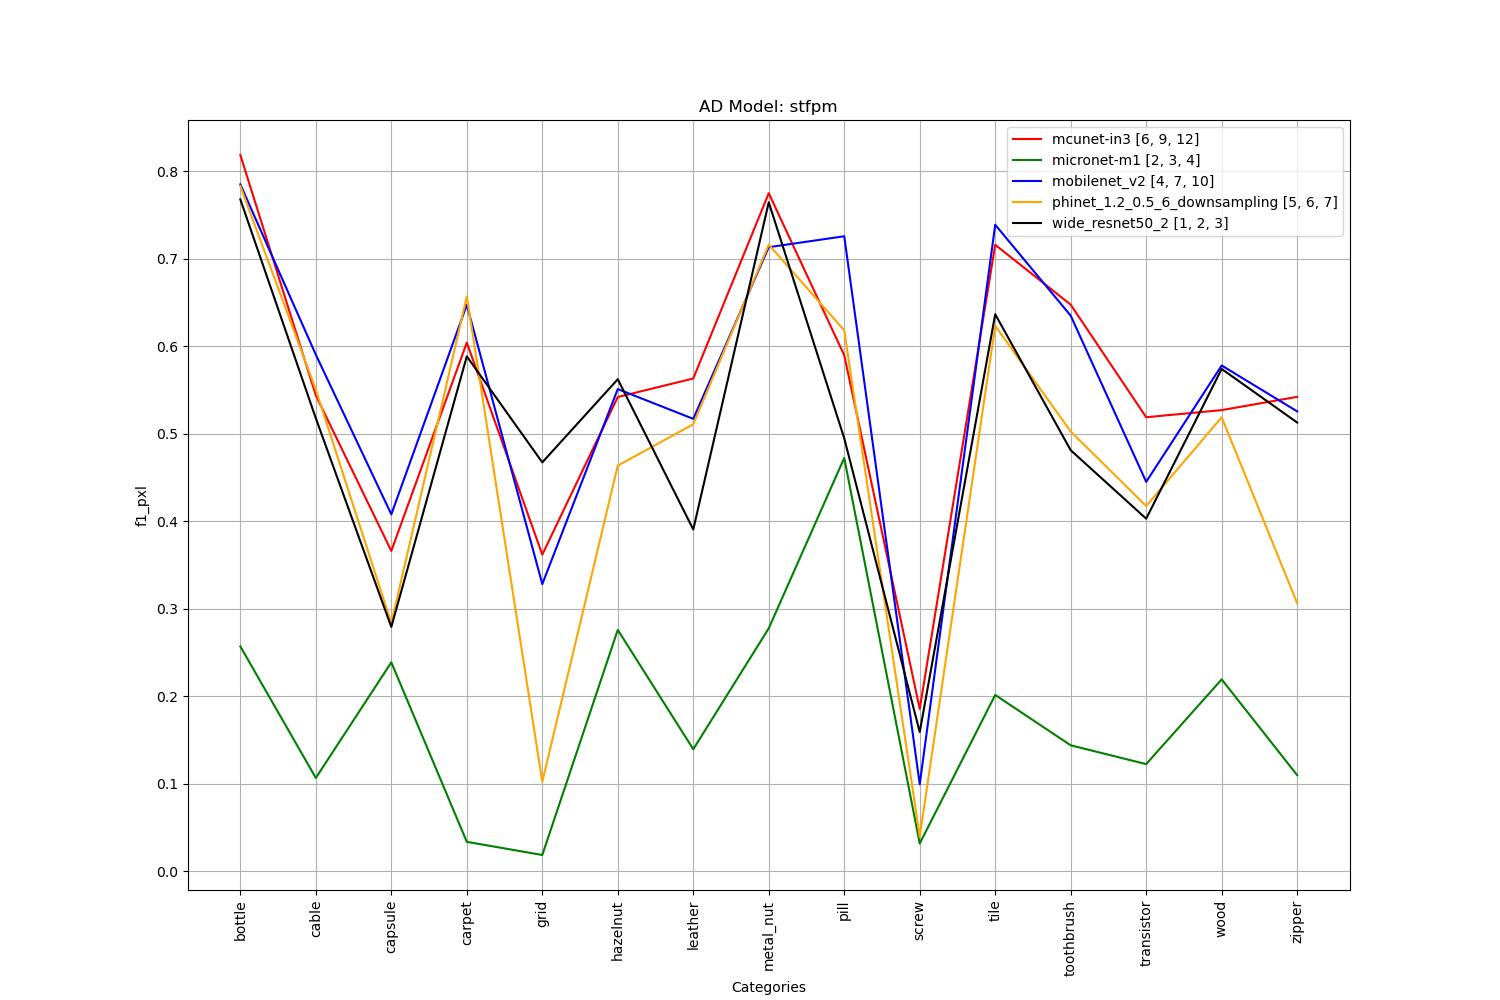 AD Model: stfpm
mcunet-in3 [6, 9, 12]
micronet-m1 [2, 3, 4]
mobilenet_v2 [4, 7, 10]
phinet_1.2_0.5_6_downsampling [5, 6, 7]
wide_resnet50_2 [1, 2, 3]
f1_pxl
0.8
0.7
0.6
0.5
0.4
0.3
0.2
0.1
0.0
bottle
cable
capsule
carpet
grid
hazelnut
leather
metal_nut
pill
screw
tile
toothbrush
transistor
wood
zipper
Categories